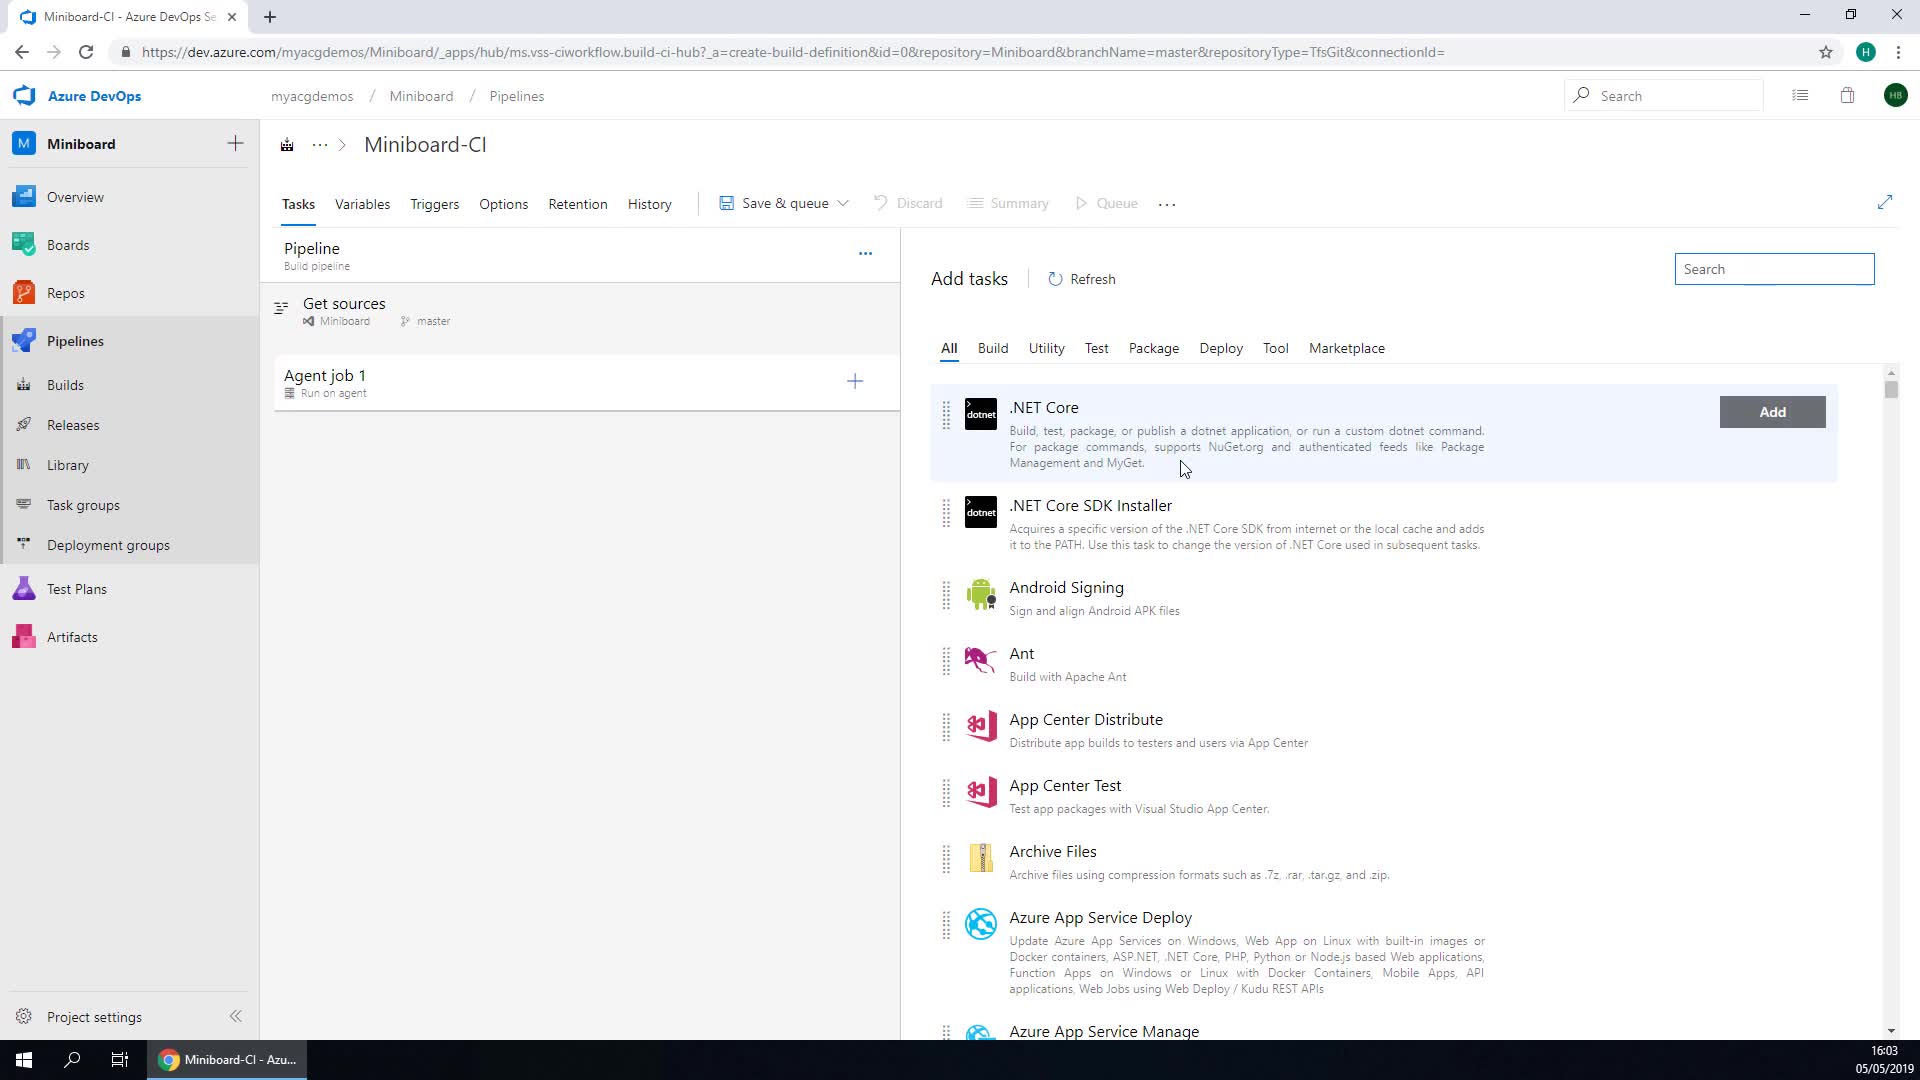 Miniboard-CI - Azure DevOps Se
https://dev.azure.com/myacgdemos/Miniboard/_apps/hub/ms.vss-ciworkflow.build-ci-hub?_a=create-build-definition&id=0&repository=Miniboard&branchName=master&repositoryType=TfsGit&connectionId=
H
Azure DevOps
myacgdemos / Miniboard / Pipelines
Search
HB
M Miniboard
Overview
Boards
Repos
Pipelines
Builds
Releases
Library
Task groups
Deployment groups
Test Plans
Artifacts
Project settings
... > Miniboard-CI
Tasks Variables Triggers Options Retention History Save & queue Discard Summary Queue ...
Pipeline
Build pipeline
Get sources
Miniboard master
Agent job 1
Run on agent
Add tasks Refresh
Search
All Build Utility Test Package Deploy Tool Marketplace
dotnet
.NET Core
Add
Build, test, package, or publish a dotnet application, or run a custom dotnet command.
For package commands, supports NuGet.org and authenticated feeds like Package
Management and MyGet.
dotnet
.NET Core SDK Installer
Acquires a specific version of the .NET Core SDK from internet or the local cache and adds
it to the PATH. Use this task to change the version of .NET Core used in subsequent tasks.
Android Signing
Sign and align Android APK files
Ant
Build with Apache Ant
App Center Distribute
Distribute app builds to testers and users via App Center
App Center Test
Test app packages with Visual Studio App Center.
Archive Files
Archive files using compression formats such as .7z, .rar, .tar.gz, and .zip.
Azure App Service Deploy
Update Azure App Services on Windows, Web App on Linux with built-in images or
Docker containers, ASP.NET, .NET Core, PHP, Python or Node.js based Web applications,
Function Apps on Windows or Linux with Docker Containers, Mobile Apps, API
applications, Web Jobs using Web Deploy / Kudu REST APIs
Azure App Service Manage
Miniboard-CI - Azu...
16:03
05/05/2019